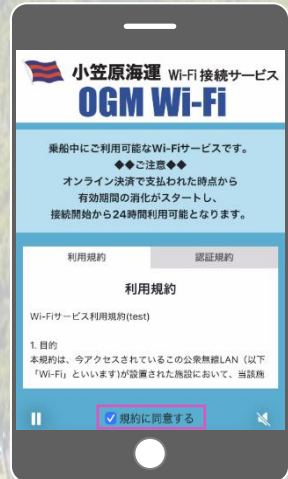 小笠原海運 Wi-Fi 接続サービス
OGM Wi-Fi
乗船中にご利用可能なWi-Fiサービスです。
◆◆ご注意◆◆
オンライン決済で支払われた時点から
有効期間の消化がスタートし、
接続開始から24時間利用可能となります。
利用規約 認証規約
利用規約
Wi-Fiサービス利用規約(test)
1. 目的
本規約は、今アクセスされているこの公衆無線LAN（以下
「Wi-Fi」といいます)が設置された施設において、当該施
規約に同意する